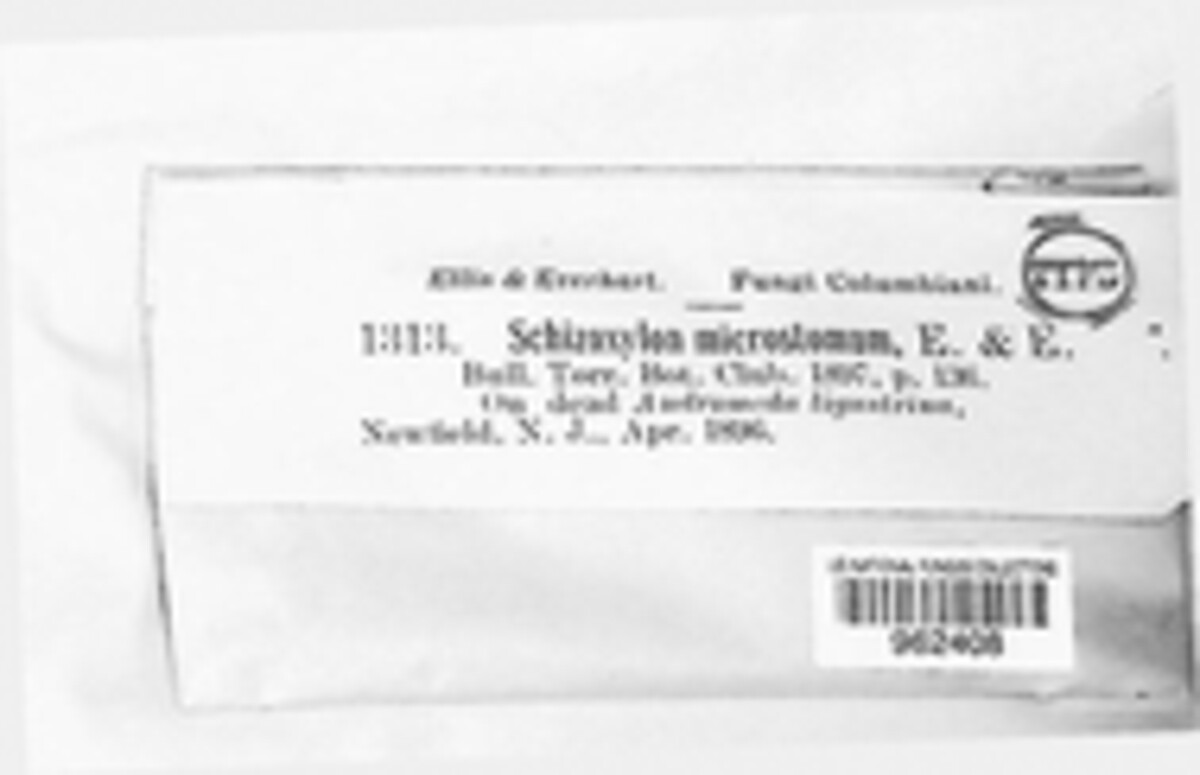 Ellis & Everhart. Fungi Columbiani.
1313. Schizoxylon microstomum, E. & E.
Bull. Torr. Bot. Club. 1897. p. 136.
On dead Andromeda ligustrina,
Newfield, N. J., Apr. 1896.
962408